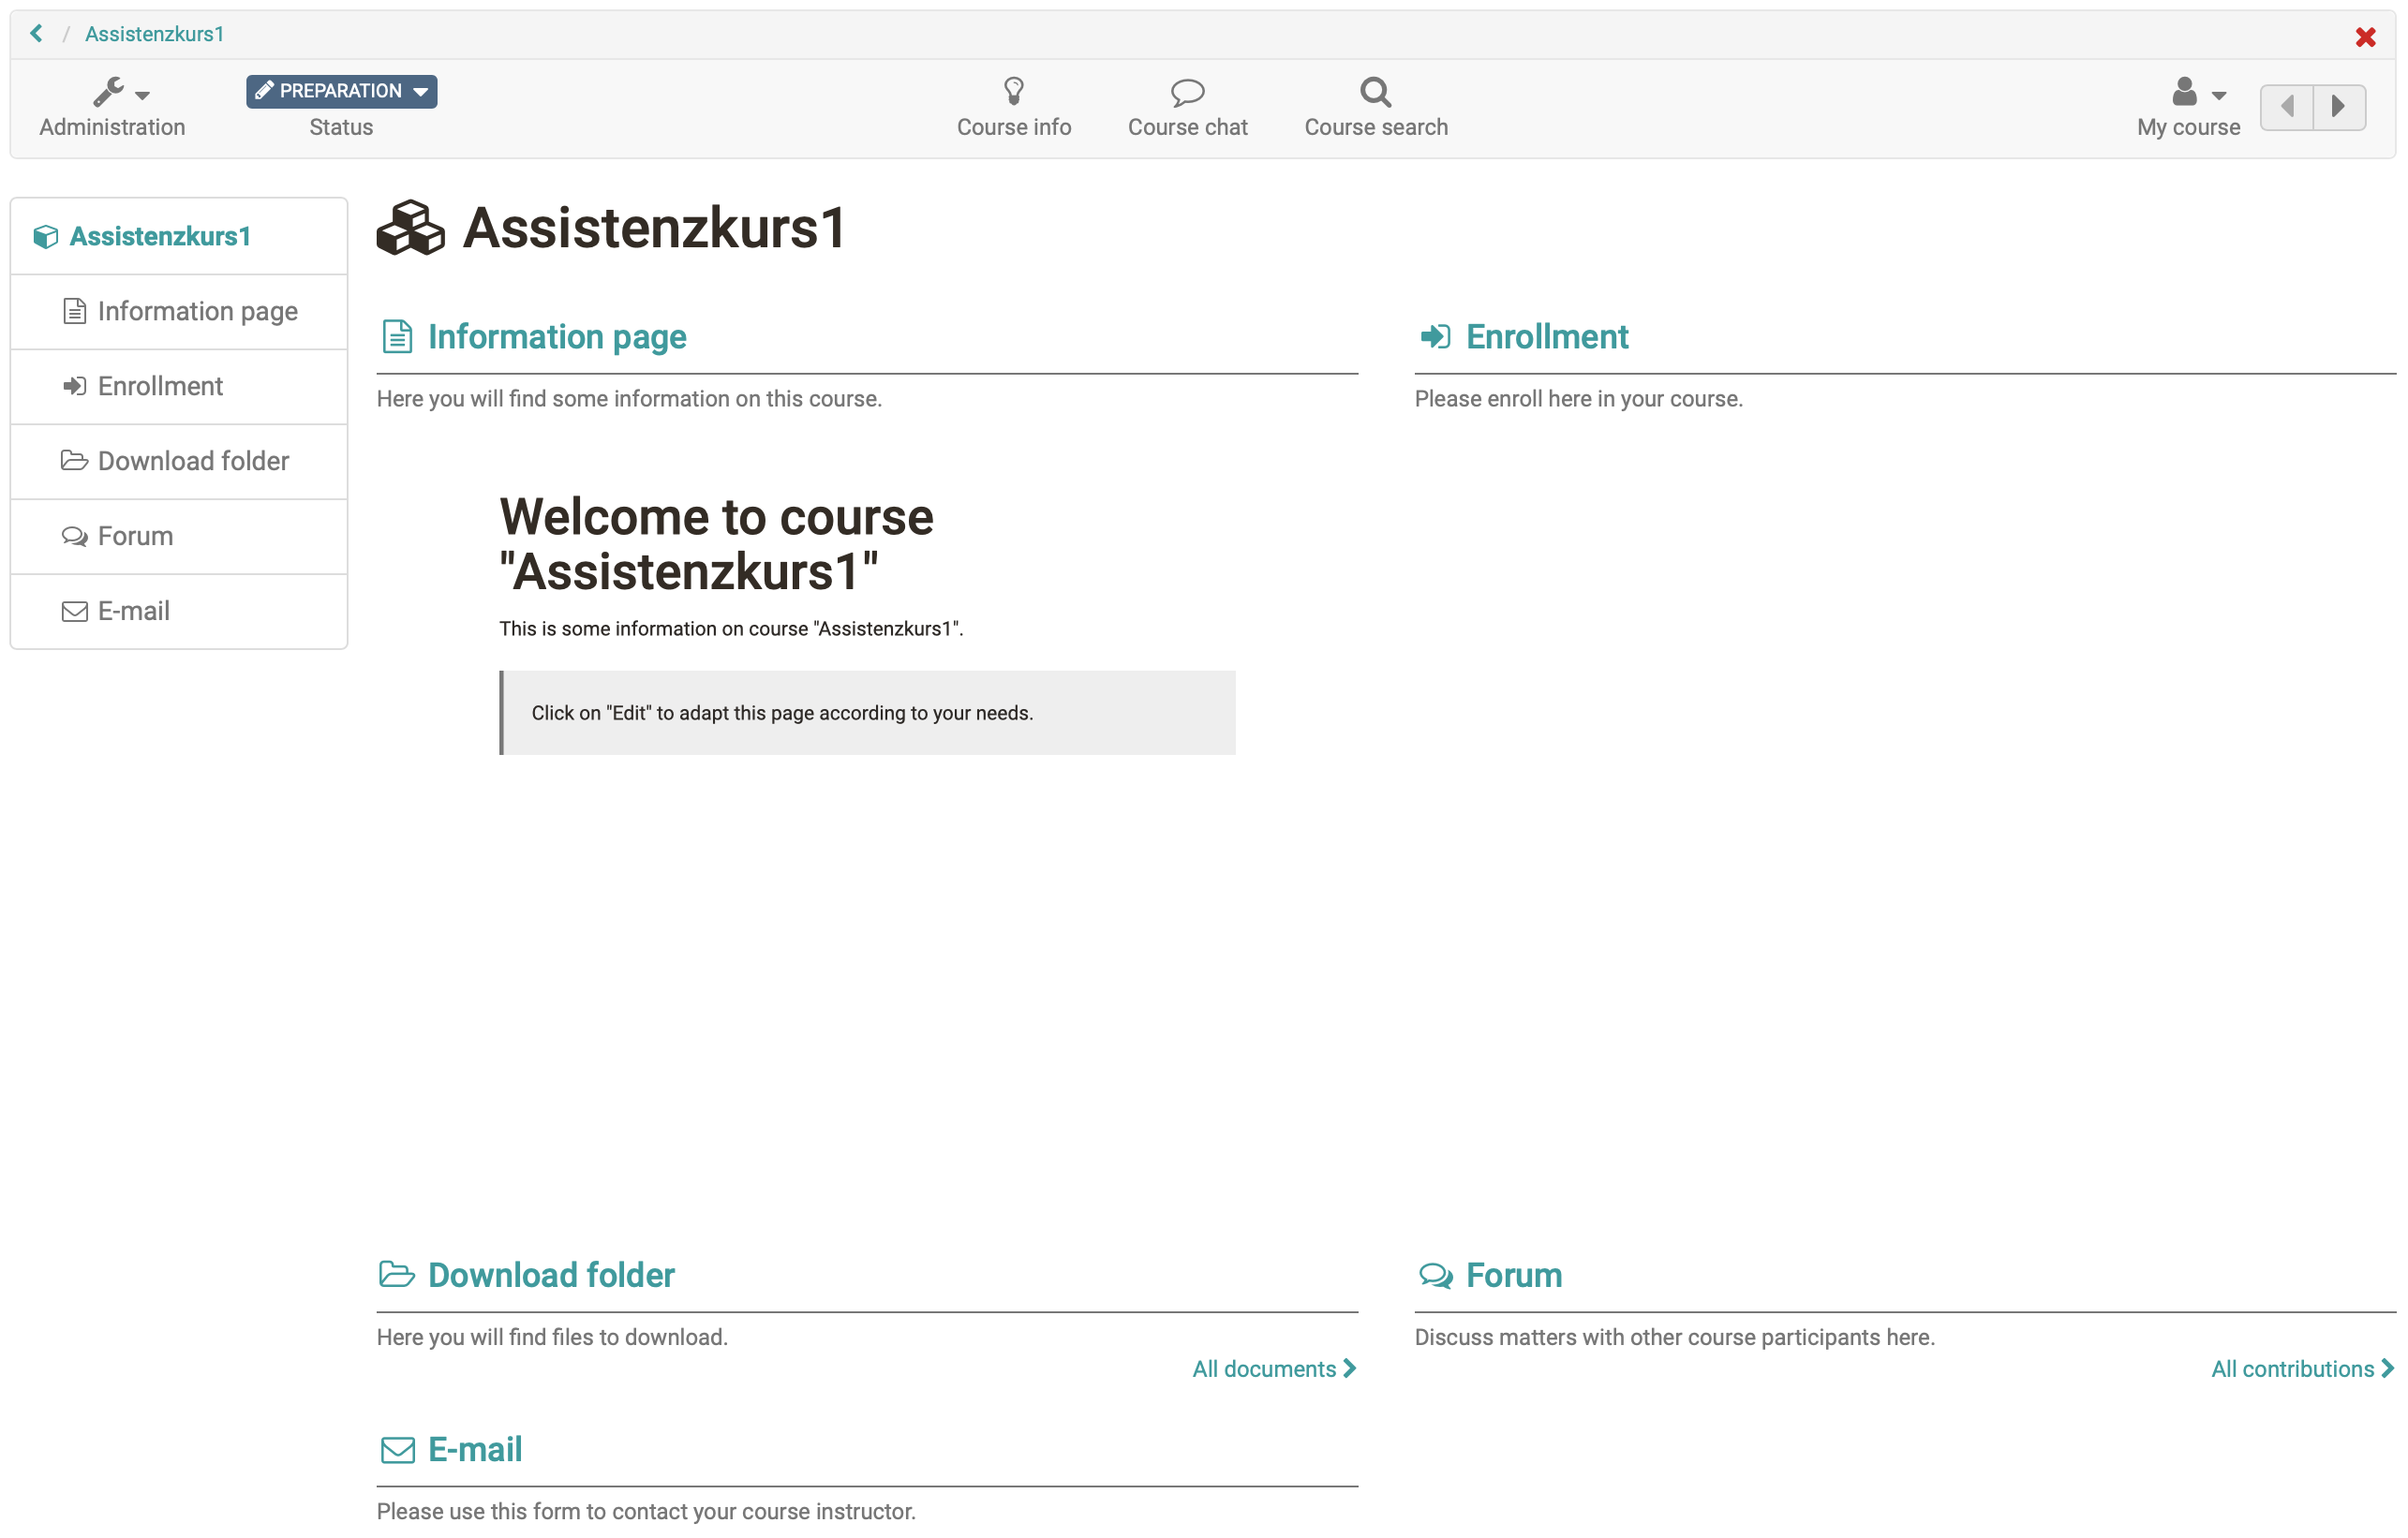 / Assistenzkurs1
Administration
PREPARATION
Status
Course info
Course chat
Course search
My course
Assistenzkurs1
Information page
Enrollment
Download folder
Forum
E-mail
Assistenzkurs1
Information page
Here you will find some information on this course.
Enrollment
Please enroll here in your course.
Welcome to course
"Assistenzkurs1"
This is some information on course "Assistenzkurs1".
Click on "Edit" to adapt this page according to your needs.
Download folder
Here you will find files to download.
All documents
Forum
Discuss matters with other course participants here.
All contributions
E-mail
Please use this form to contact your course instructor.